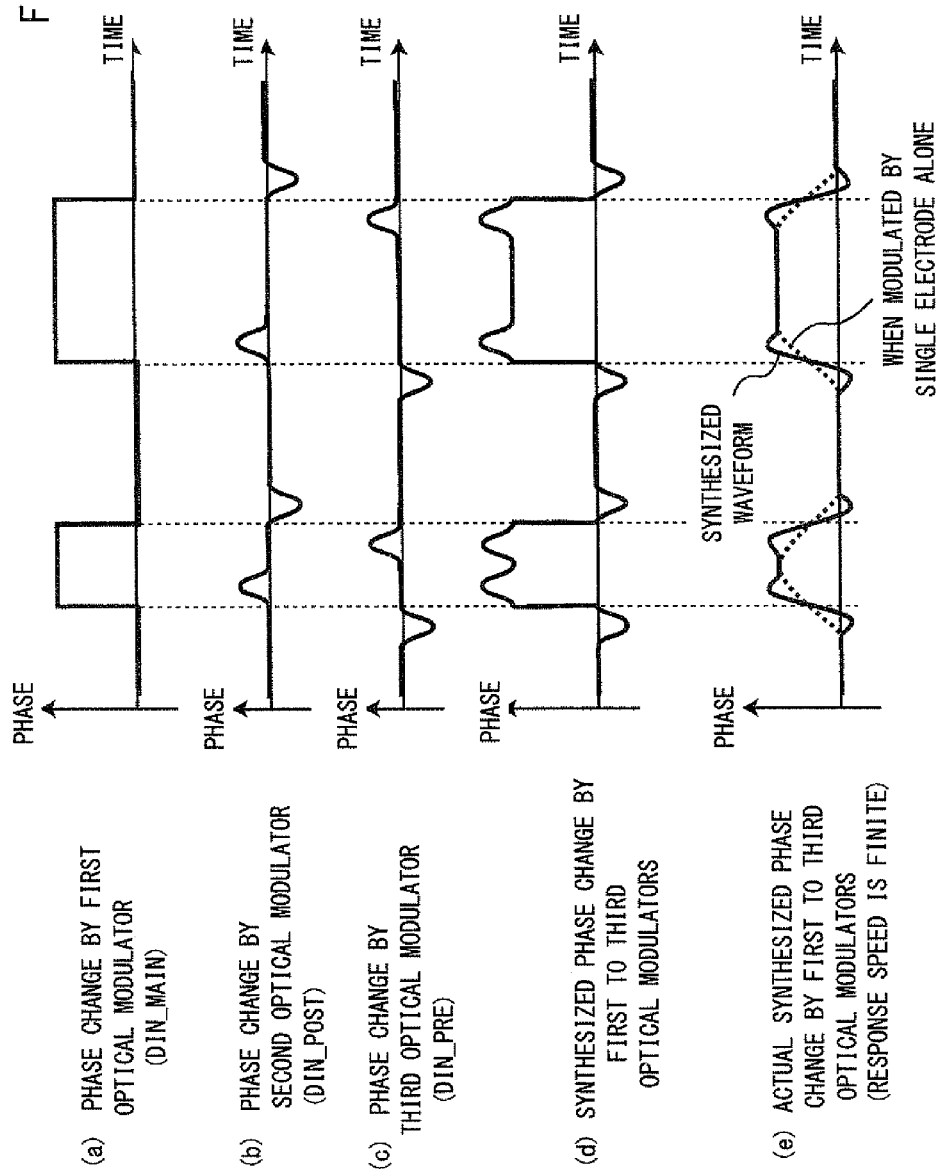 F
(a) PHASE CHANGE BY FIRST
OPTICAL MODULATOR
(DIN_MAIN)
PHASE
TIME
(b) PHASE CHANGE BY
SECOND OPTICAL MODULATOR
(DIN_POST)
PHASE
TIME
(c) PHASE CHANGE BY
THIRD OPTICAL MODULATOR
(DIN_PRE)
PHASE
TIME
(d) SYNTHESIZED PHASE CHANGE BY
FIRST TO THIRD
OPTICAL MODULATORS
PHASE
TIME
(e) ACTUAL SYNTHESIZED PHASE
CHANGE BY FIRST TO THIRD
OPTICAL MODULATORS
(RESPONSE SPEED IS FINITE)
PHASE
TIME
SYNTHESIZED
WAVEFORM
WHEN MODULATED BY
SINGLE ELECTRODE ALONE